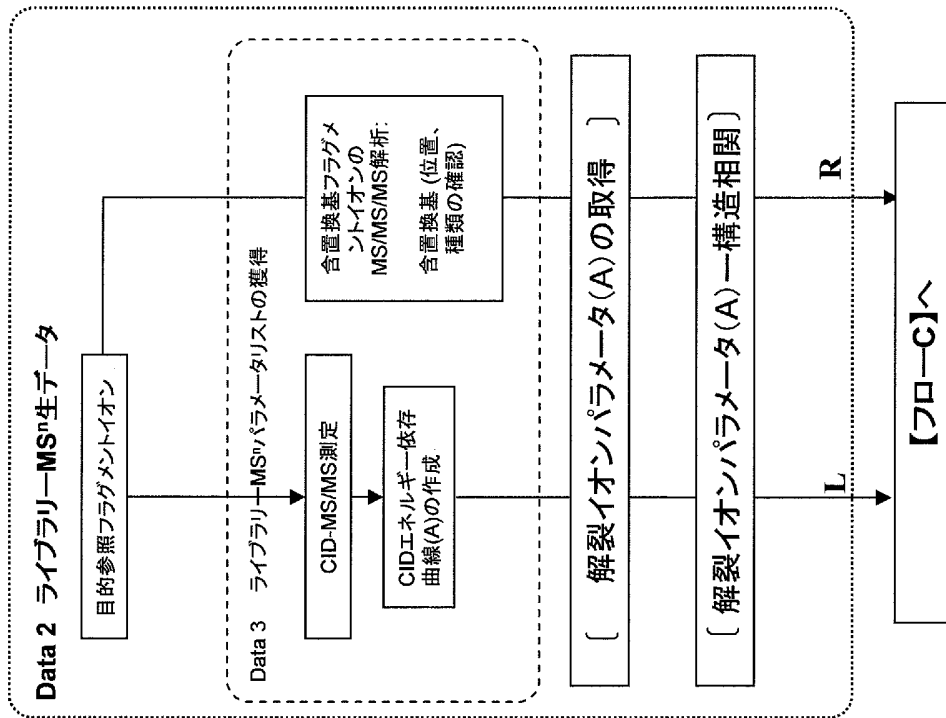 Data 2 ライブラリーMSⁿ生データ
目的参照フラグメントイオン
Data 3 ライブラリーMSⁿパラメータリストの獲得
CID-MS/MS測定
CIDエネルギー依存
曲線(A)の作成
含置換基フラグメ
ントイオンの
MS/MS/MS解析:
含置換基 (位置、
種類の確認)
〔 解裂イオンパラメータ(A)の取得 〕
〔 解裂イオンパラメータ(A)ー構造相関 〕
L
R
【フローC】へ